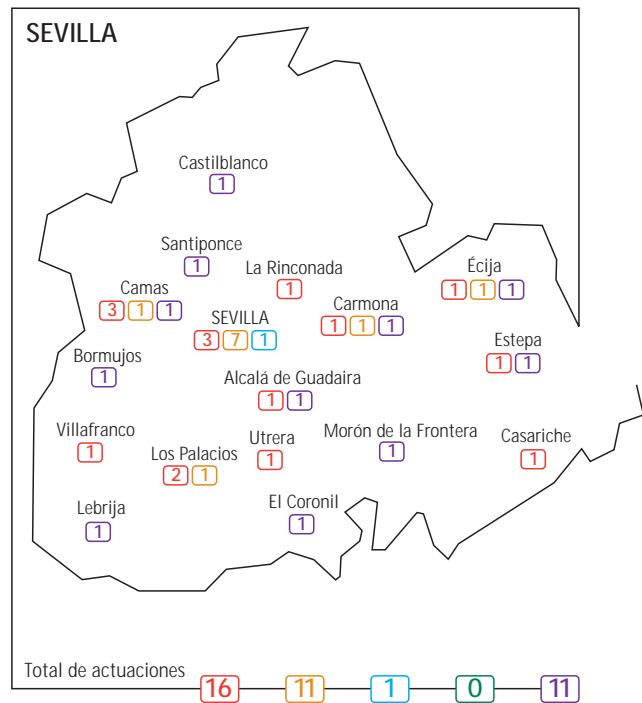 SEVILLA
Castilblanco
1
Santiponce
1
La Rinconada
1
Écija
1 1 1
Camas
3 1 1
SEVILLA
3 7 1
Carmona
1 1 1
Estepa
1 1
Bormujos
1
Alcalá de Guadaira
1 1
Villafranco
1
Los Palacios
2 1
Utrera
1
Morón de la Frontera
1
Casariche
1
Lebrija
1
El Coronil
1
Total de actuaciones 16 11 1 0 11